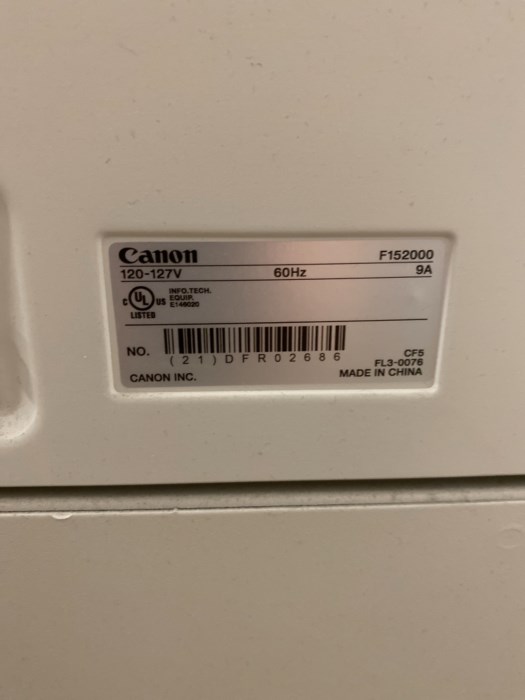 Canon F152000
120-127V 60Hz 9A
C UL US LISTED
INFO.TECH.
EQUIP.
E146020
NO. (21)DFR02686
CF5
FL3-0076
CANON INC. MADE IN CHINA